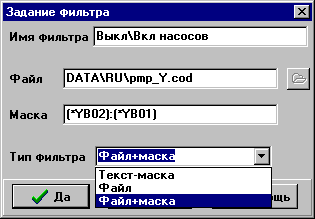 Задание фильтра
Имя фильтра Выкл\Вкл насосов
Файл DATA\RU\pmp_Y.cod
Маска (*YB02):(*YB01)
Тип фильтра Файл+маска
Текст-маска
Файл
Файл+маска
Да